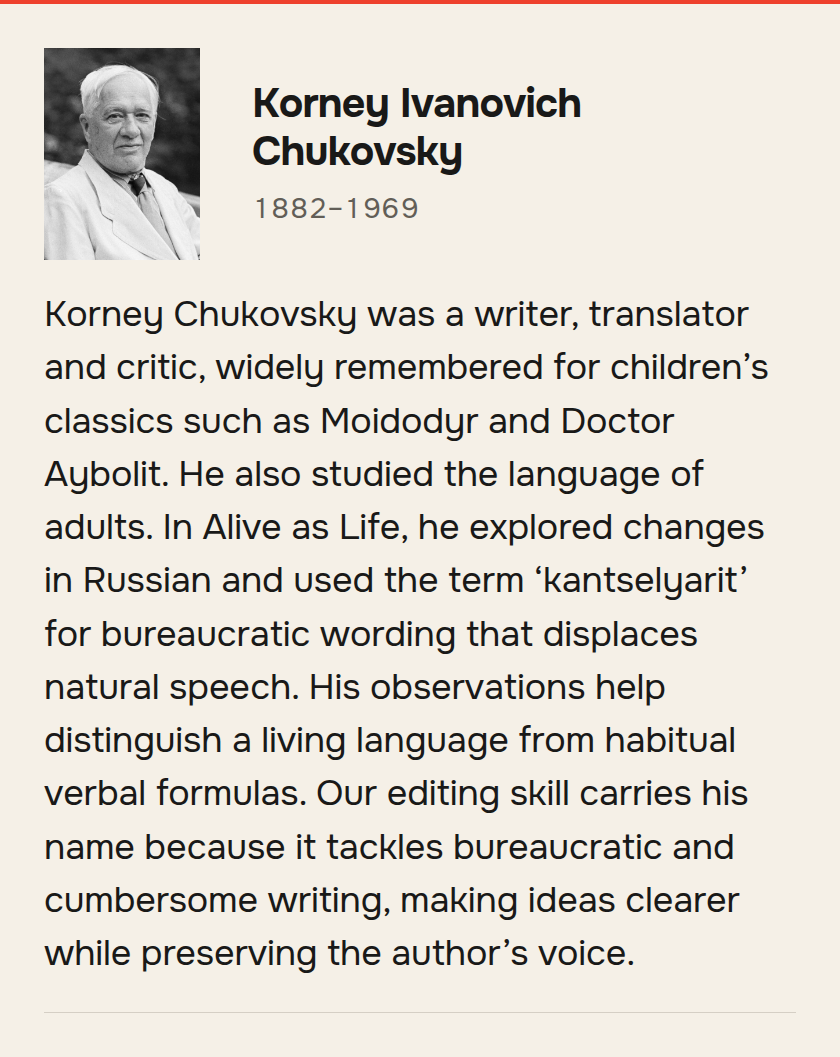 Korney Ivanovich
Chukovsky
1882–1969
Korney Chukovsky was a writer, translator
and critic, widely remembered for children’s
classics such as Moidodyr and Doctor
Aybolit. He also studied the language of
adults. In Alive as Life, he explored changes
in Russian and used the term ‘kantselyarit’
for bureaucratic wording that displaces
natural speech. His observations help
distinguish a living language from habitual
verbal formulas. Our editing skill carries his
name because it tackles bureaucratic and
cumbersome writing, making ideas clearer
while preserving the author’s voice.